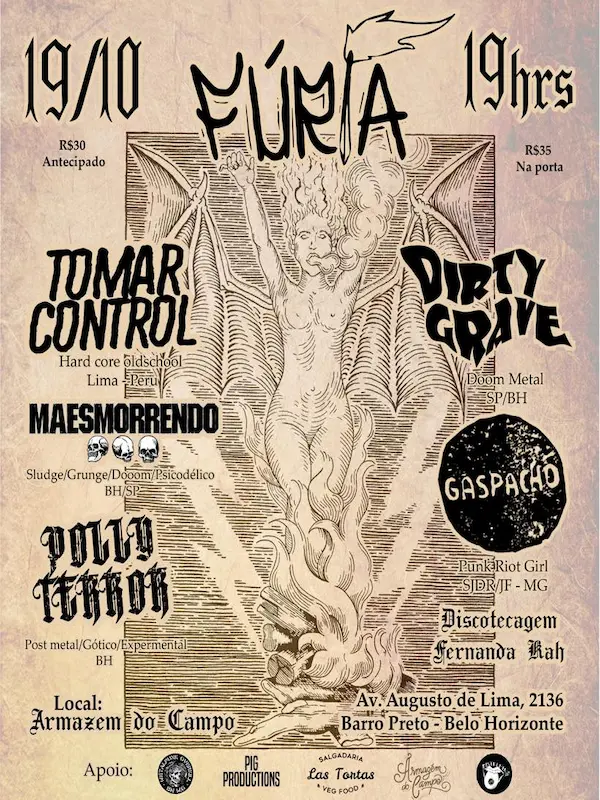 19/10
FÚRIA
19hrs
R$30
Antecipado
R$35
Na porta
TOMAR
CONTROL
Hard core oldschool
Lima - Peru
DIRTY
GRAVE
Doom Metal
SP/BH
MAESMORRENDO
Sludge/Grunge/Dooom/Psicodélico
BH/SP
GASPACHO
Punk Riot Girl
SJDR/JF - MG
POLLY
TERROR
Post metal/Gótico/Expermental
BH
Discotecagem
Fernanda Kah
Local:
Armazem do Campo
Av. Augusto de Lima, 2136
Barro Preto - Belo Horizonte
Apoio:
PIG
PRODUCTIONS
SALGADARIA
Las Tortas
VEG FOOD
Armazém
do Campo